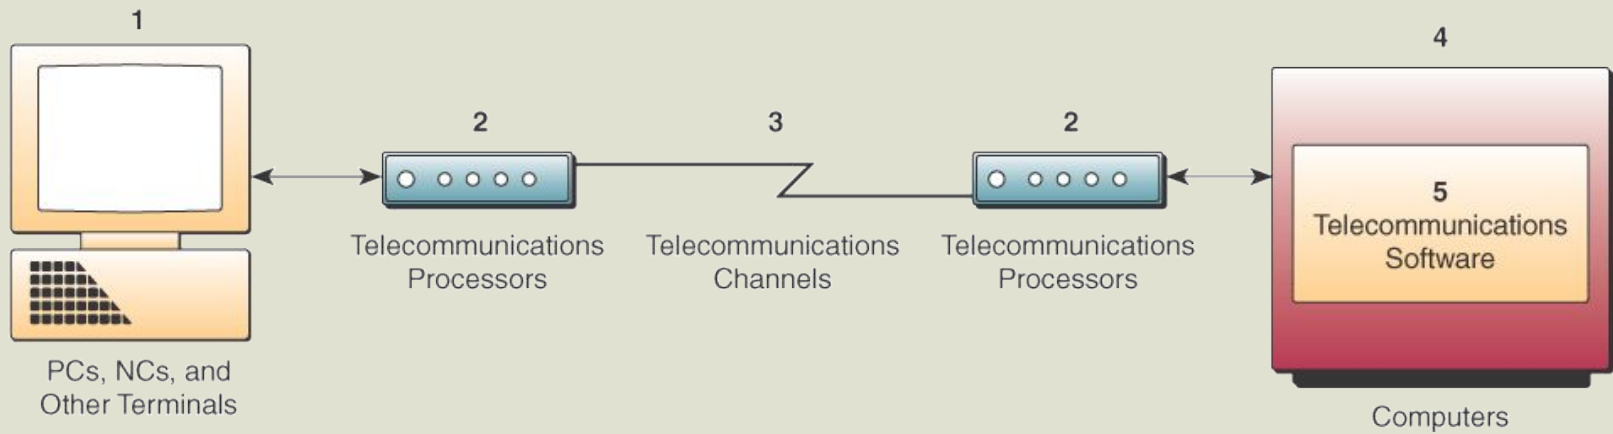 1
PCs, NCs, and
Other Terminals
2
Telecommunications
Processors
3
Telecommunications
Channels
2
Telecommunications
Processors
4
5
Telecommunications
Software
Computers